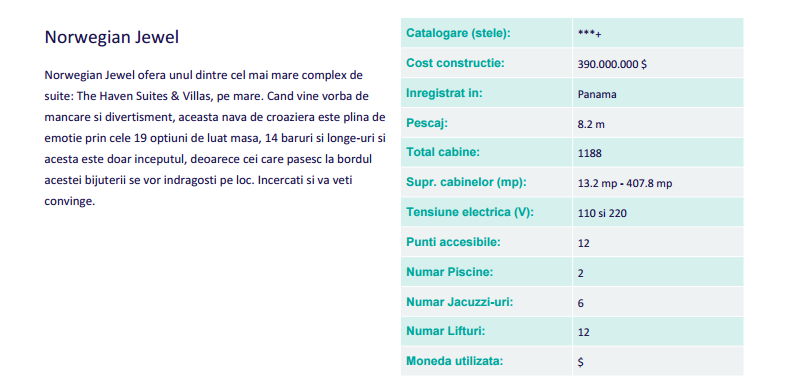 Norwegian Jewel
Norwegian Jewel ofera unul dintre cel mai mare complex de
suite: The Haven Suites & Villas, pe mare. Cand vine vorba de
mancare si divertisment, aceasta nava de croaziera este plina de
emotie prin cele 19 optiuni de luat masa, 14 baruri si longe-uri si
acesta este doar inceputul, deoarece cei care pasesc la bordul
acestei bijuterii se vor indragosti pe loc. Incercati si va veti
convinge.
Catalogare (stele): ***+
Cost constructie: 390.000.000 $
Inregistrat in: Panama
Pescaj: 8.2 m
Total cabine: 1188
Supr. cabinelor (mp): 13.2 mp - 407.8 mp
Tensiune electrica (V): 110 si 220
Punti accesibile: 12
Numar Piscine: 2
Numar Jacuzzi-uri: 6
Numar Lifturi: 12
Moneda utilizata: $